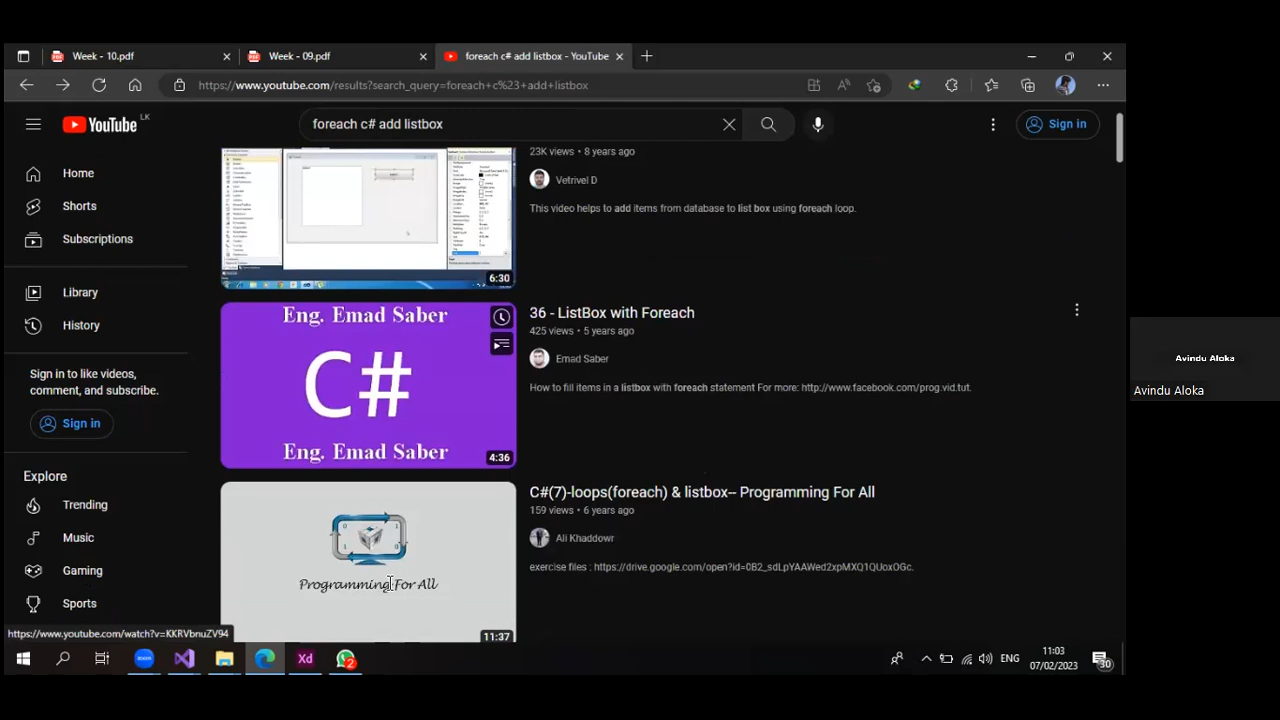 Week - 10.pdf
Week - 09.pdf
foreach c# add listbox - YouTube
https://www.youtube.com/results?search_query=foreach+c%23+add+listbox
YouTube LK
foreach c# add listbox
Sign in
Home
Shorts
Subscriptions
Library
History
Sign in to like videos,
comment, and subscribe.
Sign in
Explore
Trending
Music
Gaming
Sports
23K views • 8 years ago
Vetrivel D
This video helps to add items from database to list box using foreach loop.
6:30
Eng. Emad Saber
C#
Eng. Emad Saber
4:36
36 - ListBox with Foreach
425 views • 5 years ago
Emad Saber
How to fill items in a listbox with foreach statement For more: http://www.facebook.com/prog.vid.tut.
Programming For All
11:37
C#(7)-loops(foreach) & listbox-- Programming For All
159 views • 6 years ago
Ali Khaddowr
exercise files : https://drive.google.com/open?id=0B2_sdLpYAAWed2xpMXQ1QUoxOGc.
https://www.youtube.com/watch?v=KKRVbnuZV94
Avindu Aloka
Avindu Aloka
zoom
Xd
2
ENG
11:03
07/02/2023
30